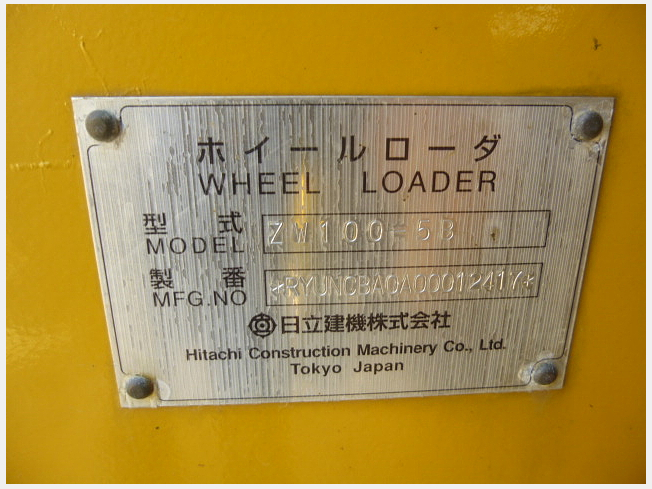 ホイールローダ
WHEEL LOADER
型式 ZW100-5B
MODEL
製番 *RYUNCBA0A00012417*
MFG.NO
日立建機株式会社
Hitachi Construction Machinery Co., Ltd.
Tokyo Japan